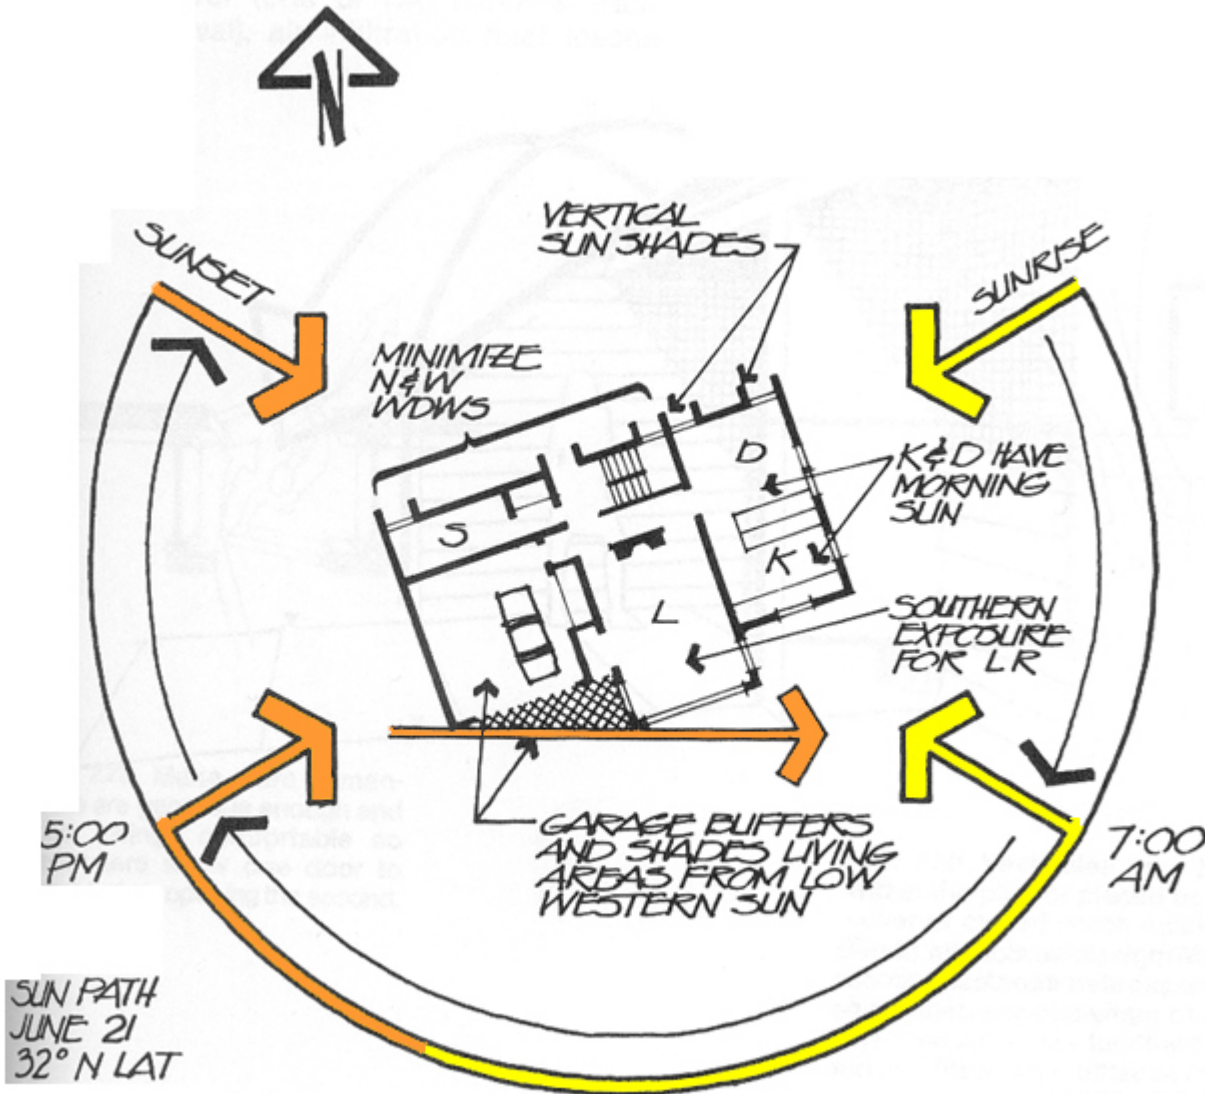 N
VERTICAL
SUN SHADES
SUNSET
SUNRISE
MINIMIZE
N & W
WDWS
D
K & D HAVE
MORNING
SUN
S
K
L
SOUTHERN
EXPOSURE
FOR L R
5:00
PM
GARAGE BUFFERS
AND SHADES LIVING
AREAS FROM LOW
WESTERN SUN
7:00
AM
SUN PATH
JUNE 21
32° N LAT